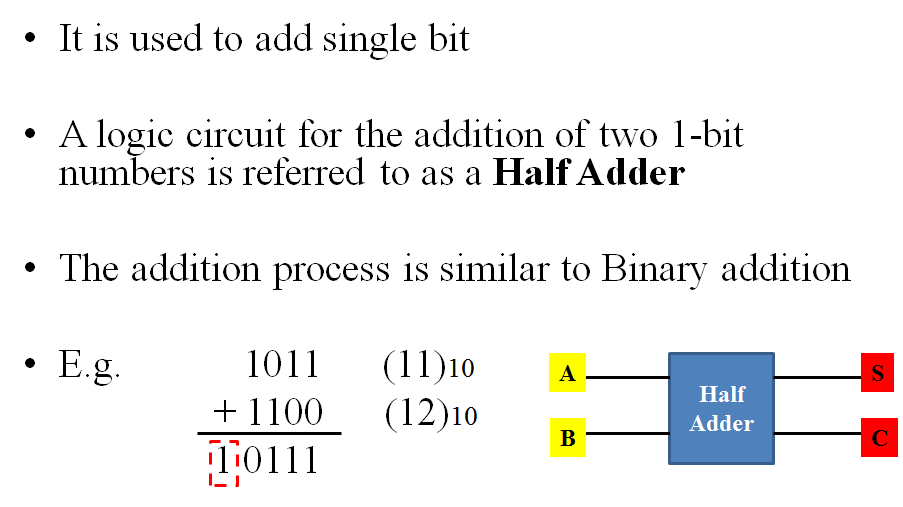 • It is used to add single bit
• A logic circuit for the addition of two 1-bit
numbers is referred to as a Half Adder
• The addition process is similar to Binary addition
• E.g. 1011 (11)10
+ 1100 (12)10
10111
A
B
Half
Adder
S
C